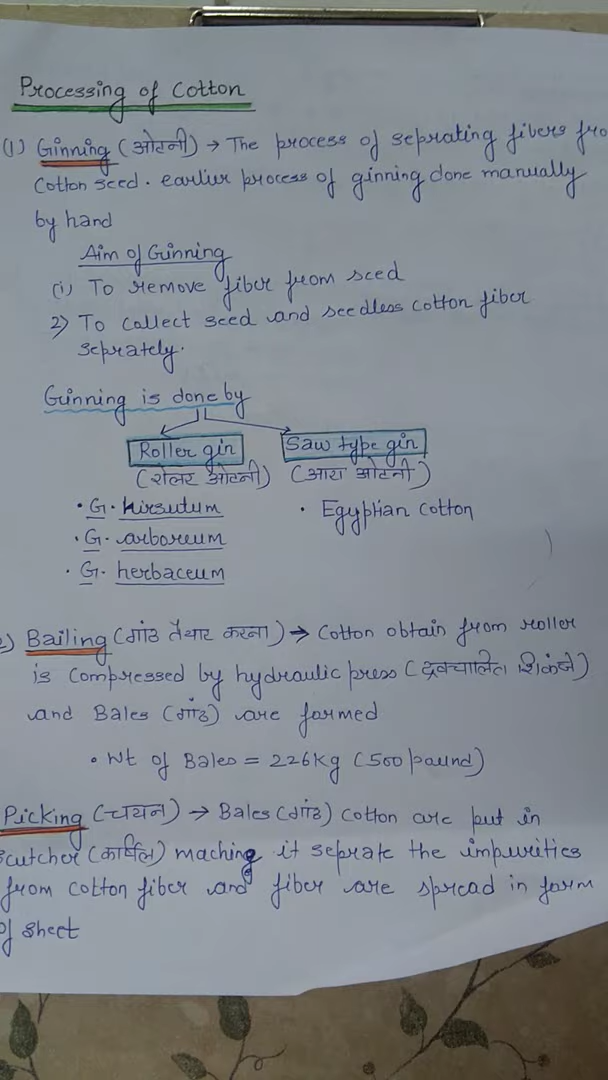 Processing of Cotton
(1) Ginning (ओटनी) → The process of seprating fibers fro
Cotton seed. earlier process of ginning done manually
by hand
Aim of Ginning
(i) To remove fiber from seed
2) To collect seed and seedless cotton fiber
seprately.
Ginning is done by
Roller gin Saw type gin
(रोलर ओटनी) (आरा ओटनी)
• G. hirsutum • Egyptian cotton
• G. arboreum
• G. herbaceum
2) Bailing (गांठ तैयार करना) → Cotton obtain from roller
is compressed by hydraulic press (द्रवचालित शिकंजे)
and Bales (गांठ) are formed
• Wt of Bales = 226kg (500 pound)
Picking (चयन) → Bales (गांठ) Cotton are put in
scutcher maching it seprate the impurities
from cotton fiber and fiber are spread in form
of sheet